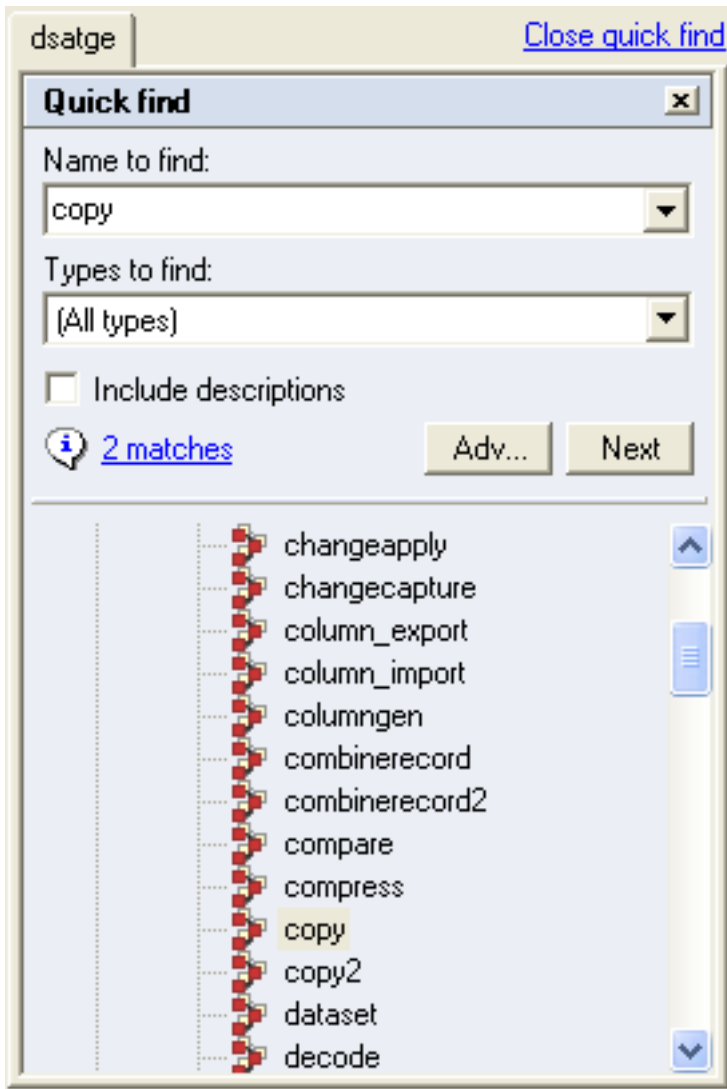 dsatge Close quick find
Quick find
Name to find:
copy
Types to find:
(All types)
Include descriptions
2 matches Adv... Next
changeapply
changecapture
column_export
column_import
columngen
combinerecord
combinerecord2
compare
compress
copy
copy2
dataset
decode